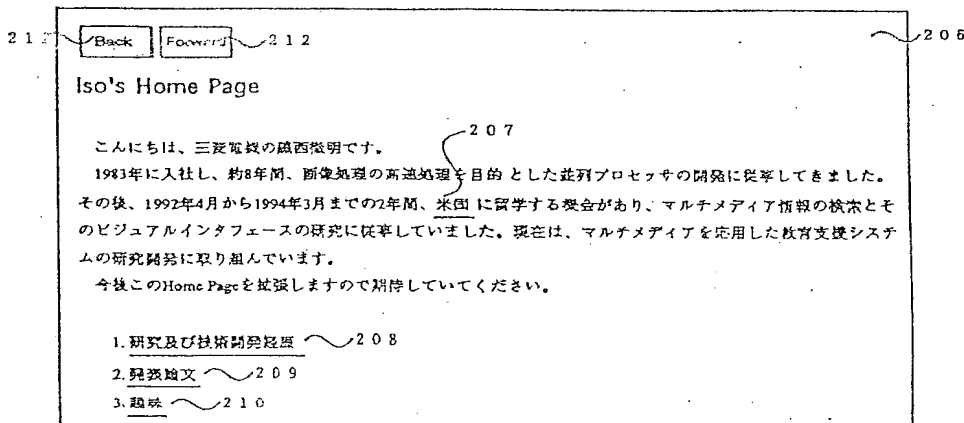 Back Forward 212 206
Iso's Home Page
207
こんにちは、三菱電機の磯西徹明です。
1983年に入社し、約8年間、画像処理の高速処理を目的とした並列プロセッサの開発に従事してきました。
その後、1992年4月から1994年3月までの2年間、米国に留学する機会があり、マルチメディア情報の検索とそ
のビジュアルインタフェースの研究に従事していました。現在は、マルチメディアを応用した教育支援システ
ムの研究開発に取り組んでいます。
今後このHome Pageを拡張しますので期待していてください。
1. 研究及び技術開発経歴 208
2. 発表論文 209
3. 趣味 210